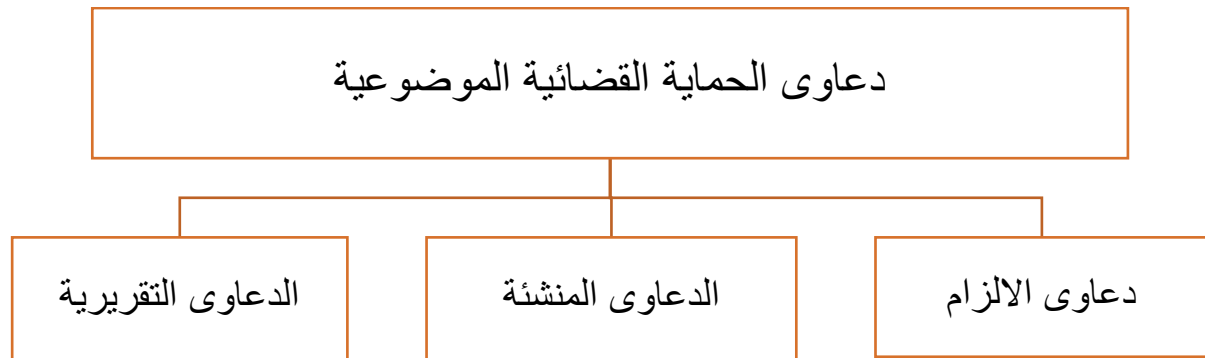 دعاوى الحماية القضائية الموضوعية
دعاوى الالزام
الدعاوى المنشئة
الدعاوى التقريرية